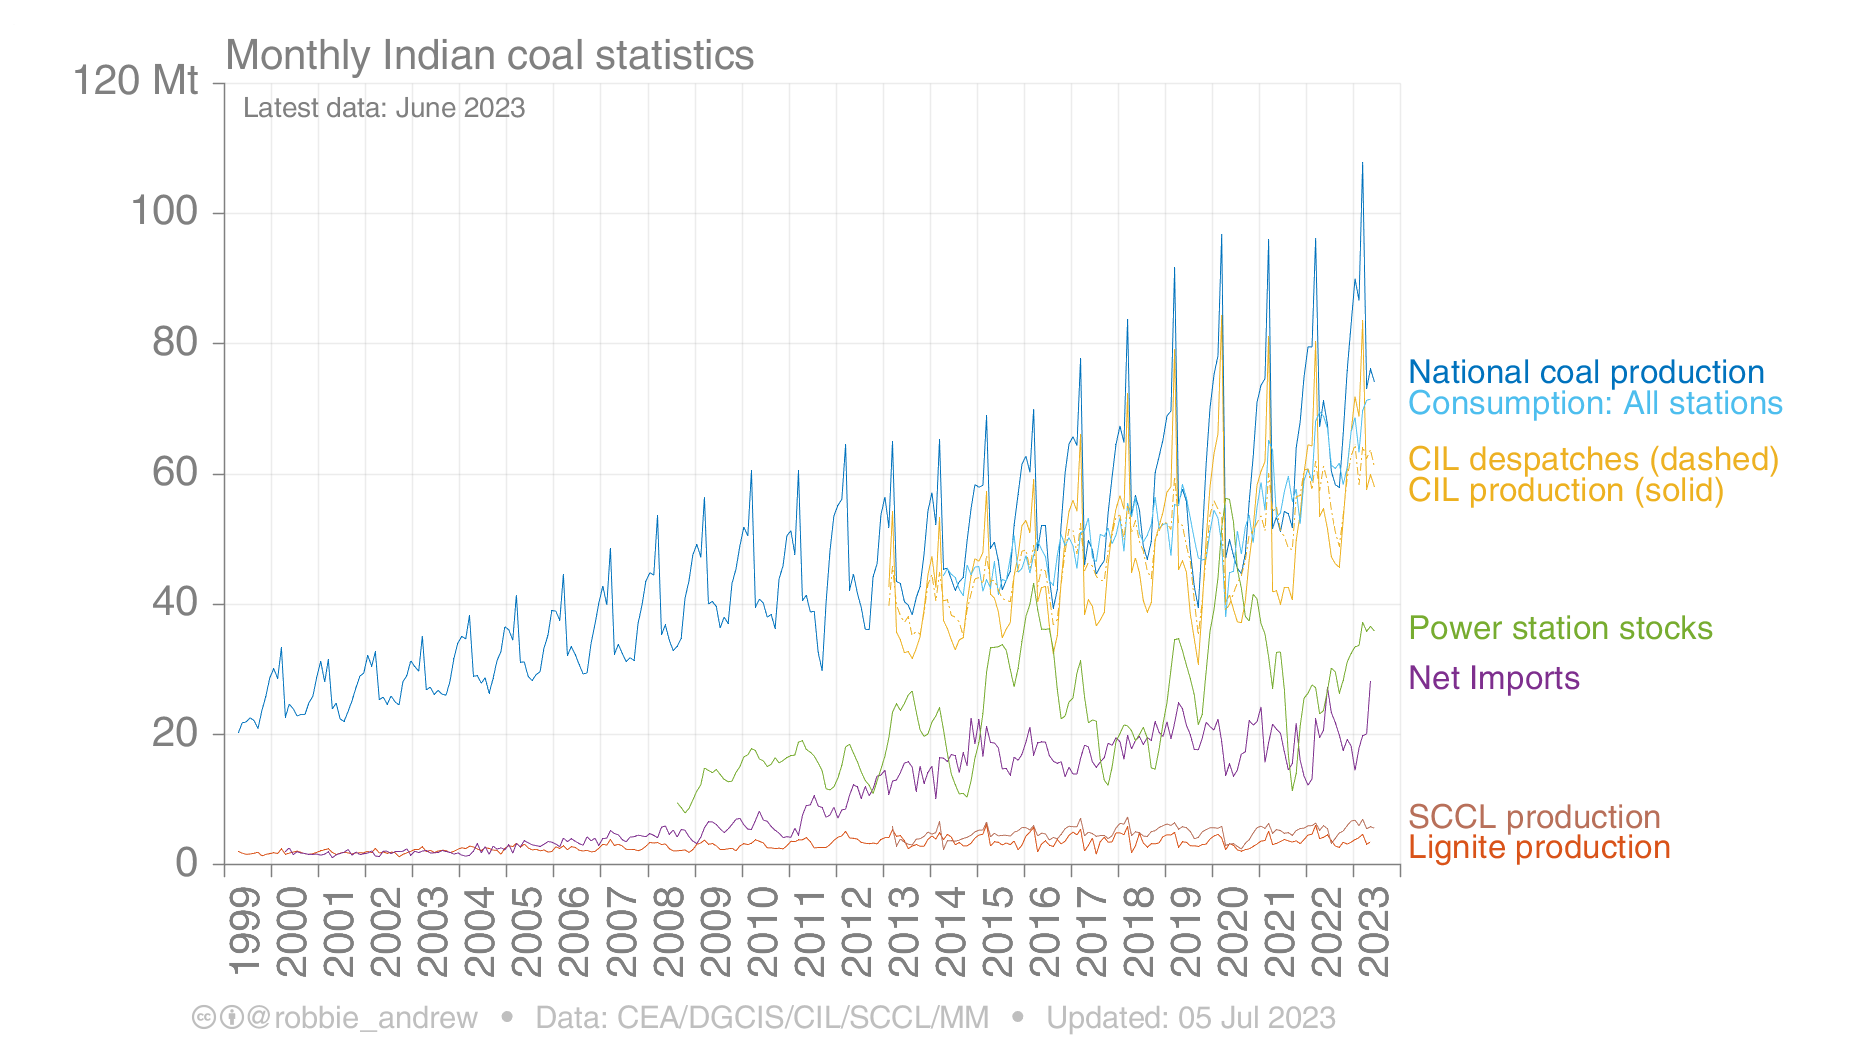 Monthly Indian coal statistics
120 Mt
Latest data: June 2023
100
80
60
40
20
0
National coal production
Consumption: All stations
CIL despatches (dashed)
CIL production (solid)
Power station stocks
Net Imports
SCCL production
Lignite production
1999 2000 2001 2002 2003 2004 2005 2006 2007 2008 2009 2010 2011 2012 2013 2014 2015 2016 2017 2018 2019 2020 2021 2022 2023
@robbie_andrew • Data: CEA/DGCIS/CIL/SCCL/MM • Updated: 05 Jul 2023